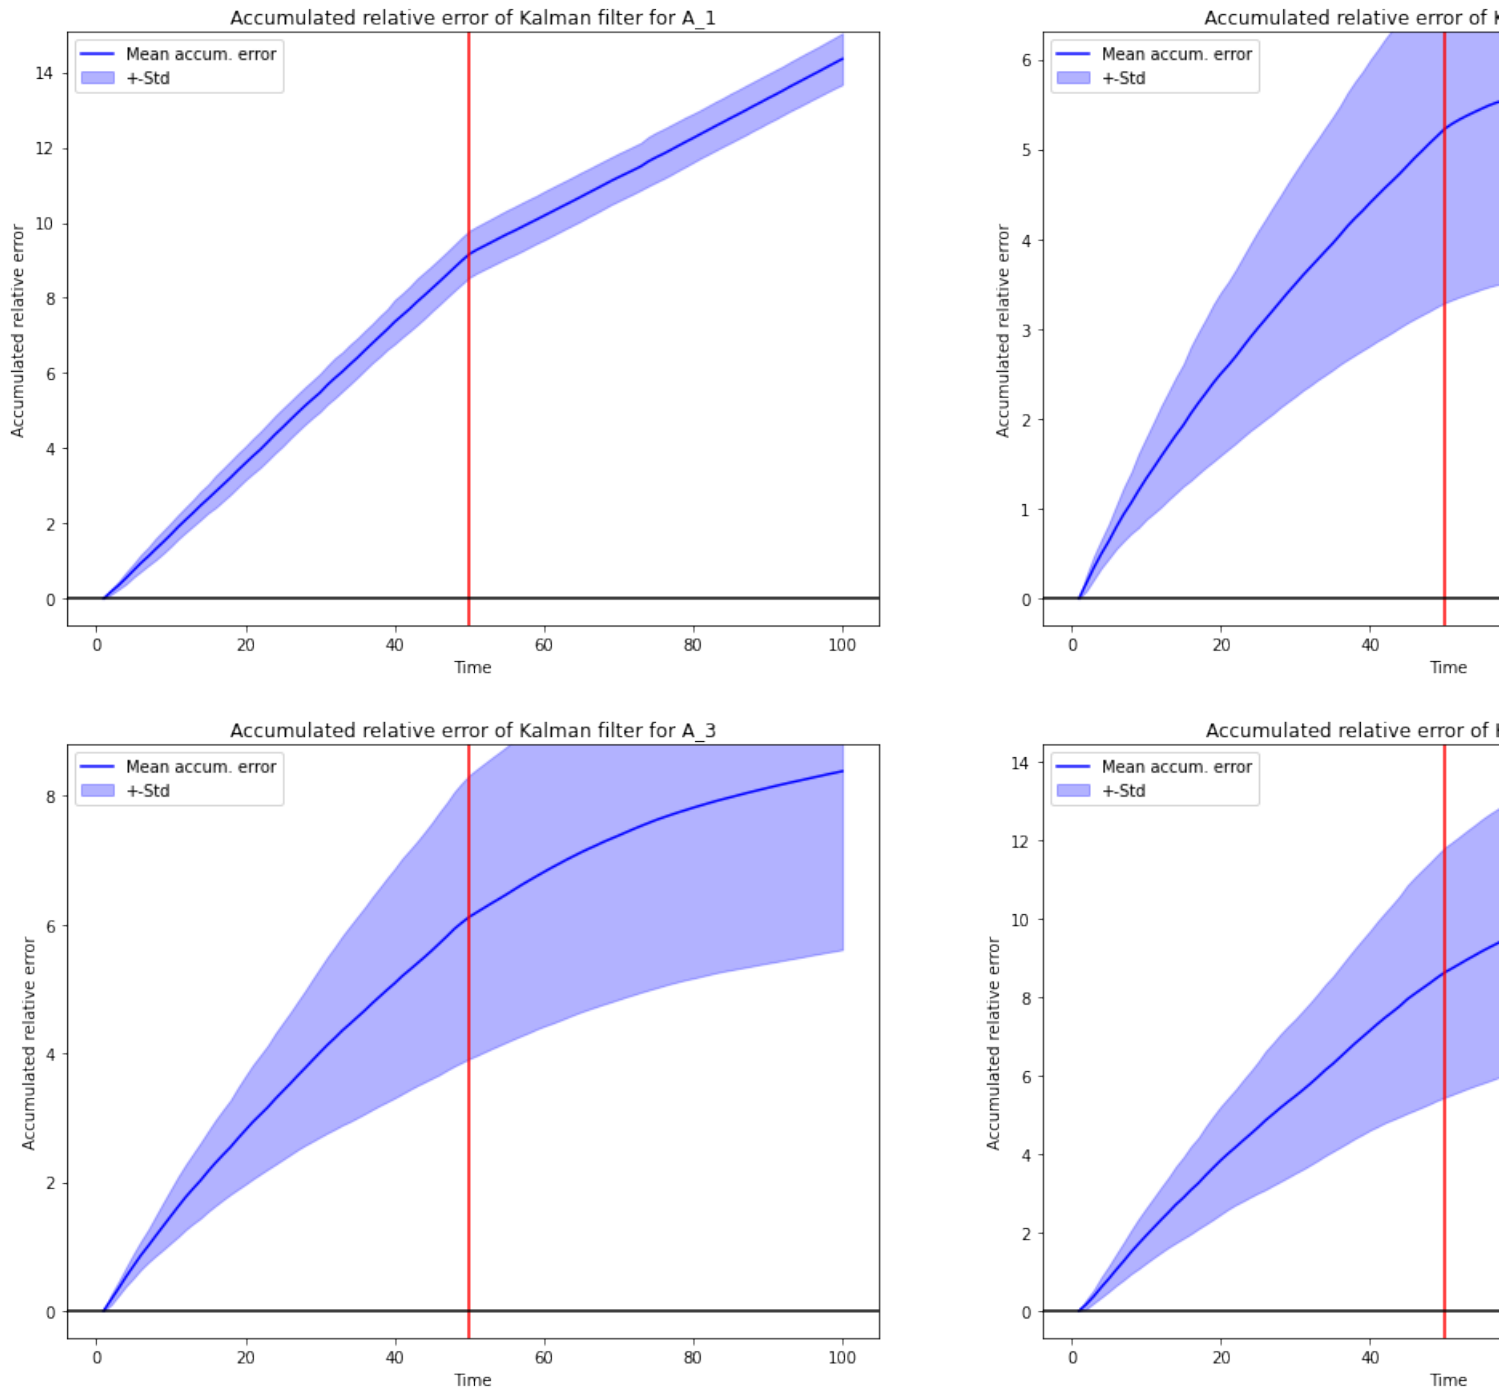 Accumulated relative error of Kalman filter for A_1
Mean accum. error
+-Std
14
12
10
8
6
4
2
0
Accumulated relative error
0 20 40 60 80 100
Time
Accumulated relative error of
Mean accum. error
+-Std
6
5
4
3
2
1
0
Accumulated relative error
0 20 40
Time
Accumulated relative error of Kalman filter for A_3
Mean accum. error
+-Std
8
6
4
2
0
Accumulated relative error
0 20 40 60 80 100
Time
Accumulated relative error of
Mean accum. error
+-Std
14
12
10
8
6
4
2
0
Accumulated relative error
0 20 40
Time